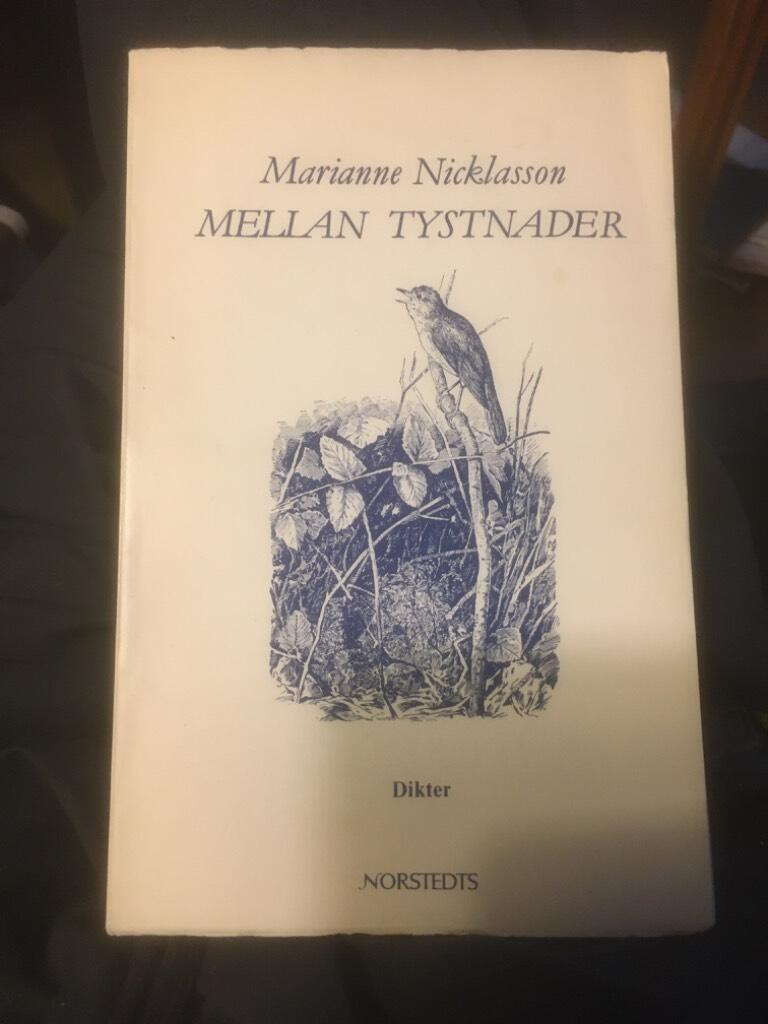 Marianne Nicklasson
MELLAN TYSTNADER
Dikter
NORSTEDTS